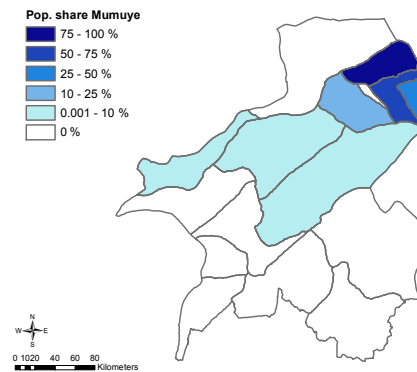 Pop. share Mumuye
75 - 100 %
50 - 75 %
25 - 50 %
10 - 25 %
0.001 - 10 %
0 %
N
W E
S
0 1020 40 60 80
Kilometers